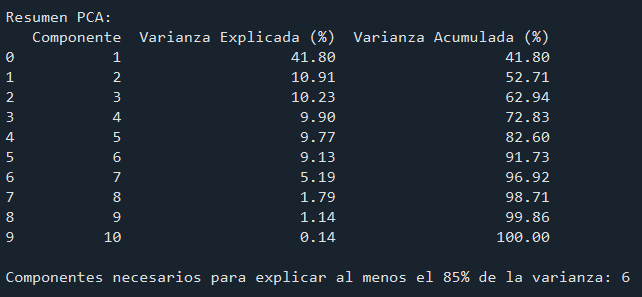 Resumen PCA:
Componente Varianza Explicada (%) Varianza Acumulada (%)
0 1 41.80 41.80
1 2 10.91 52.71
2 3 10.23 62.94
3 4 9.90 72.83
4 5 9.77 82.60
5 6 9.13 91.73
6 7 5.19 96.92
7 8 1.79 98.71
8 9 1.14 99.86
9 10 0.14 100.00
Componentes necesarios para explicar al menos el 85% de la varianza: 6